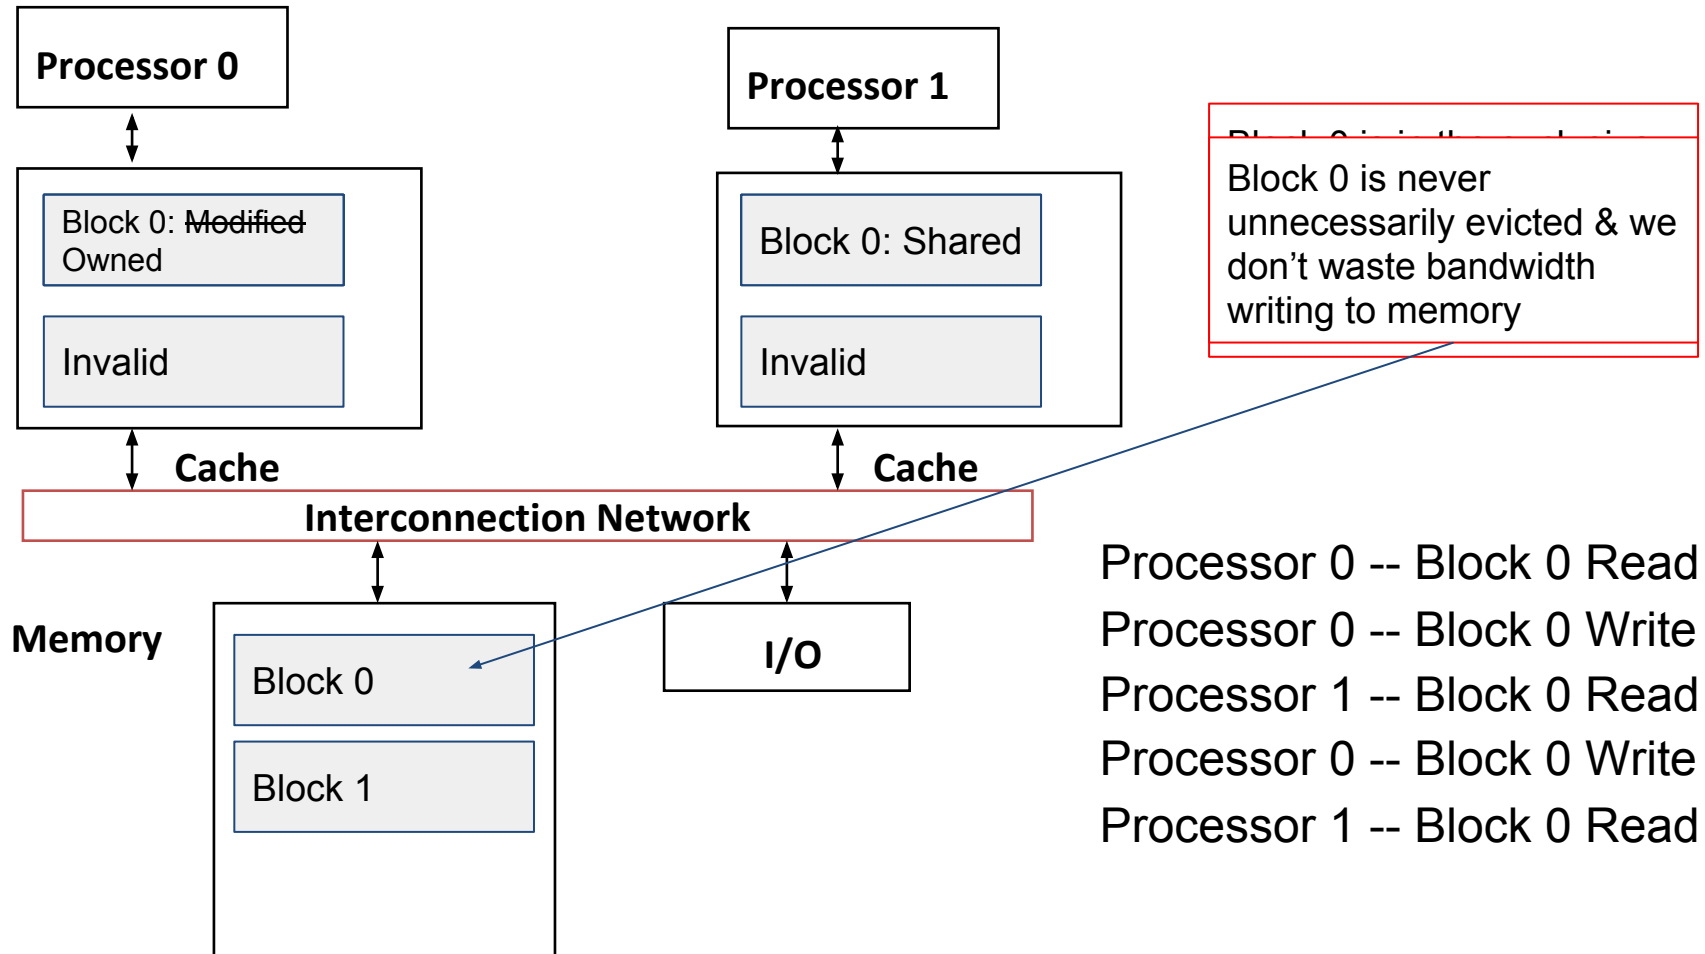 Processor 0
Processor 1
Block 0: Modified
Owned
Invalid
Block 0: Shared
Invalid
Block 0 is never
unnecessarily evicted & we
don’t waste bandwidth
writing to memory
Cache
Cache
Interconnection Network
Memory
Block 0
Block 1
I/O
Processor 0 -- Block 0 Read
Processor 0 -- Block 0 Write
Processor 1 -- Block 0 Read
Processor 0 -- Block 0 Write
Processor 1 -- Block 0 Read